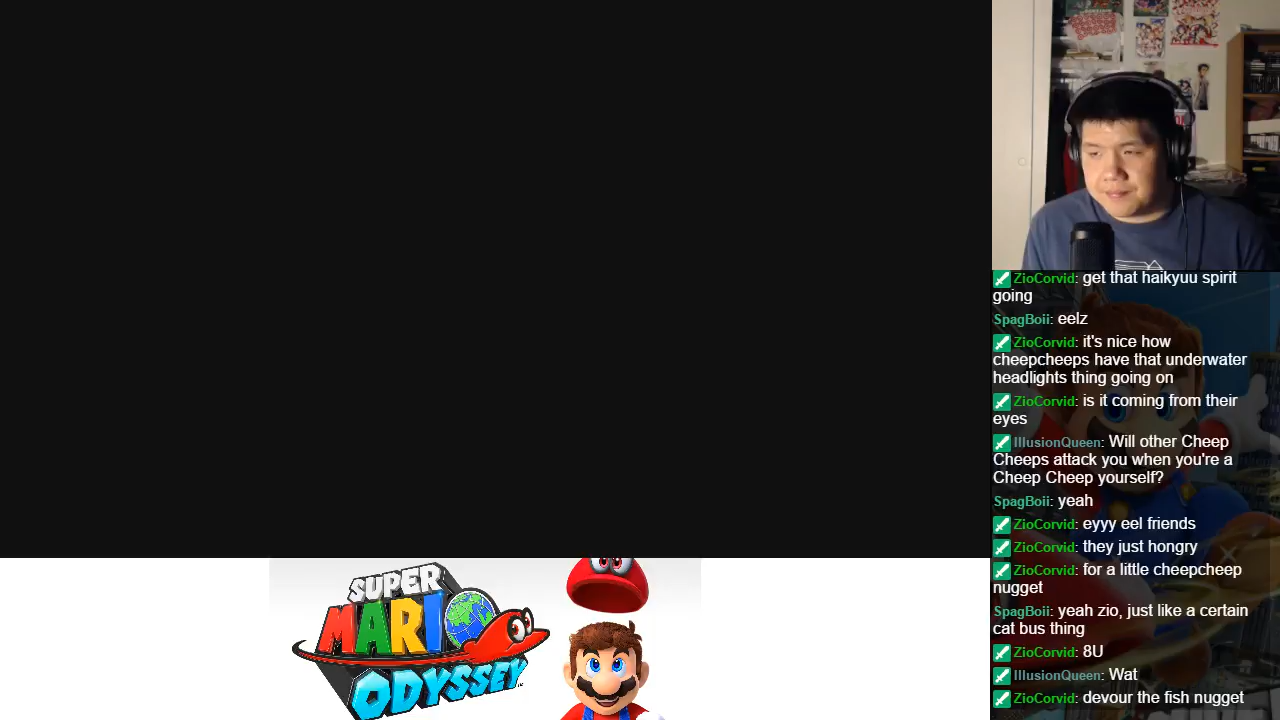 ZioCorvid: get that haikyuu spirit
going
SpagBoii: eelz
ZioCorvid: it's nice how
cheepcheeps have that underwater
headlights thing going on
ZioCorvid: is it coming from their
eyes
IllusionQueen: Will other Cheep
Cheeps attack you when you're a
Cheep Cheep yourself?
SpagBoii: yeah
ZioCorvid: eyyy eel friends
ZioCorvid: they just hongry
ZioCorvid: for a little cheepcheep
nugget
SpagBoii: yeah zio, just like a certain
cat bus thing
ZioCorvid: 8U
IllusionQueen: Wat
ZioCorvid: devour the fish nugget
SUPER
MARIO
ODYSSEY